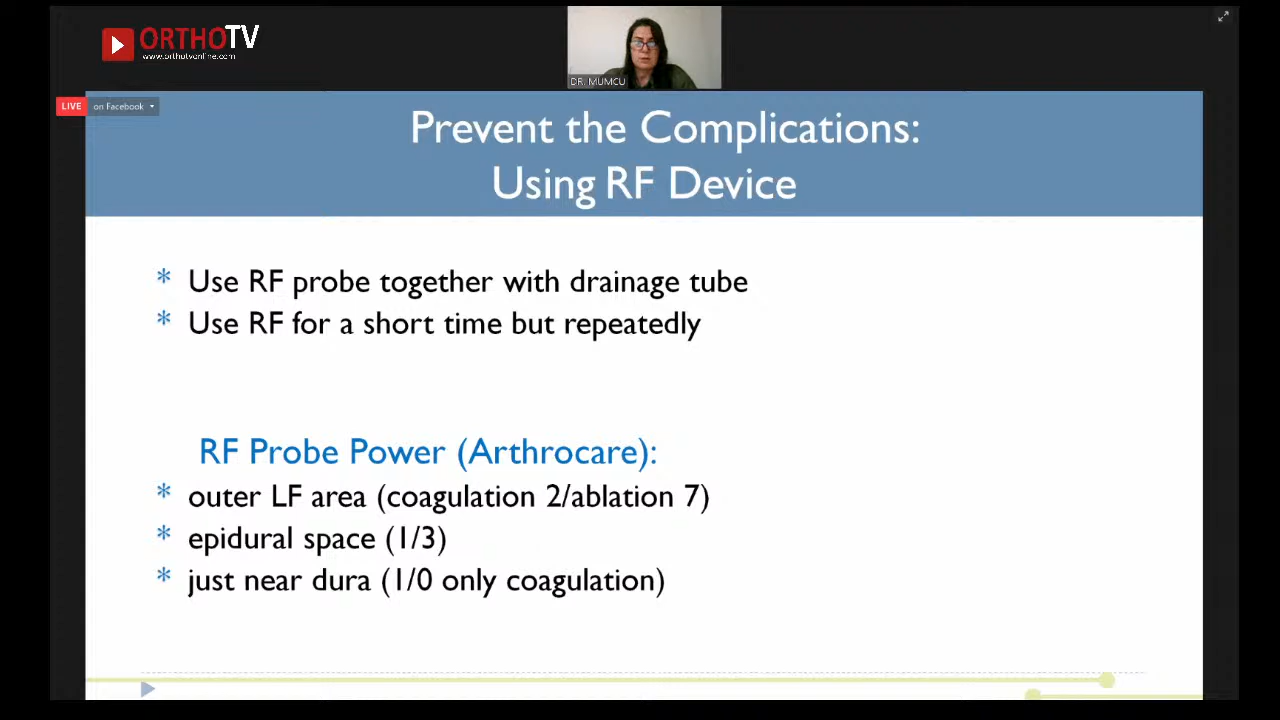 ORTHOTV
www.orthotvonline.com
DR. MUMCU
LIVE on Facebook
Prevent the Complications:
Using RF Device
* Use RF probe together with drainage tube
* Use RF for a short time but repeatedly
RF Probe Power (Arthrocare):
* outer LF area (coagulation 2/ablation 7)
* epidural space (1/3)
* just near dura (1/0 only coagulation)